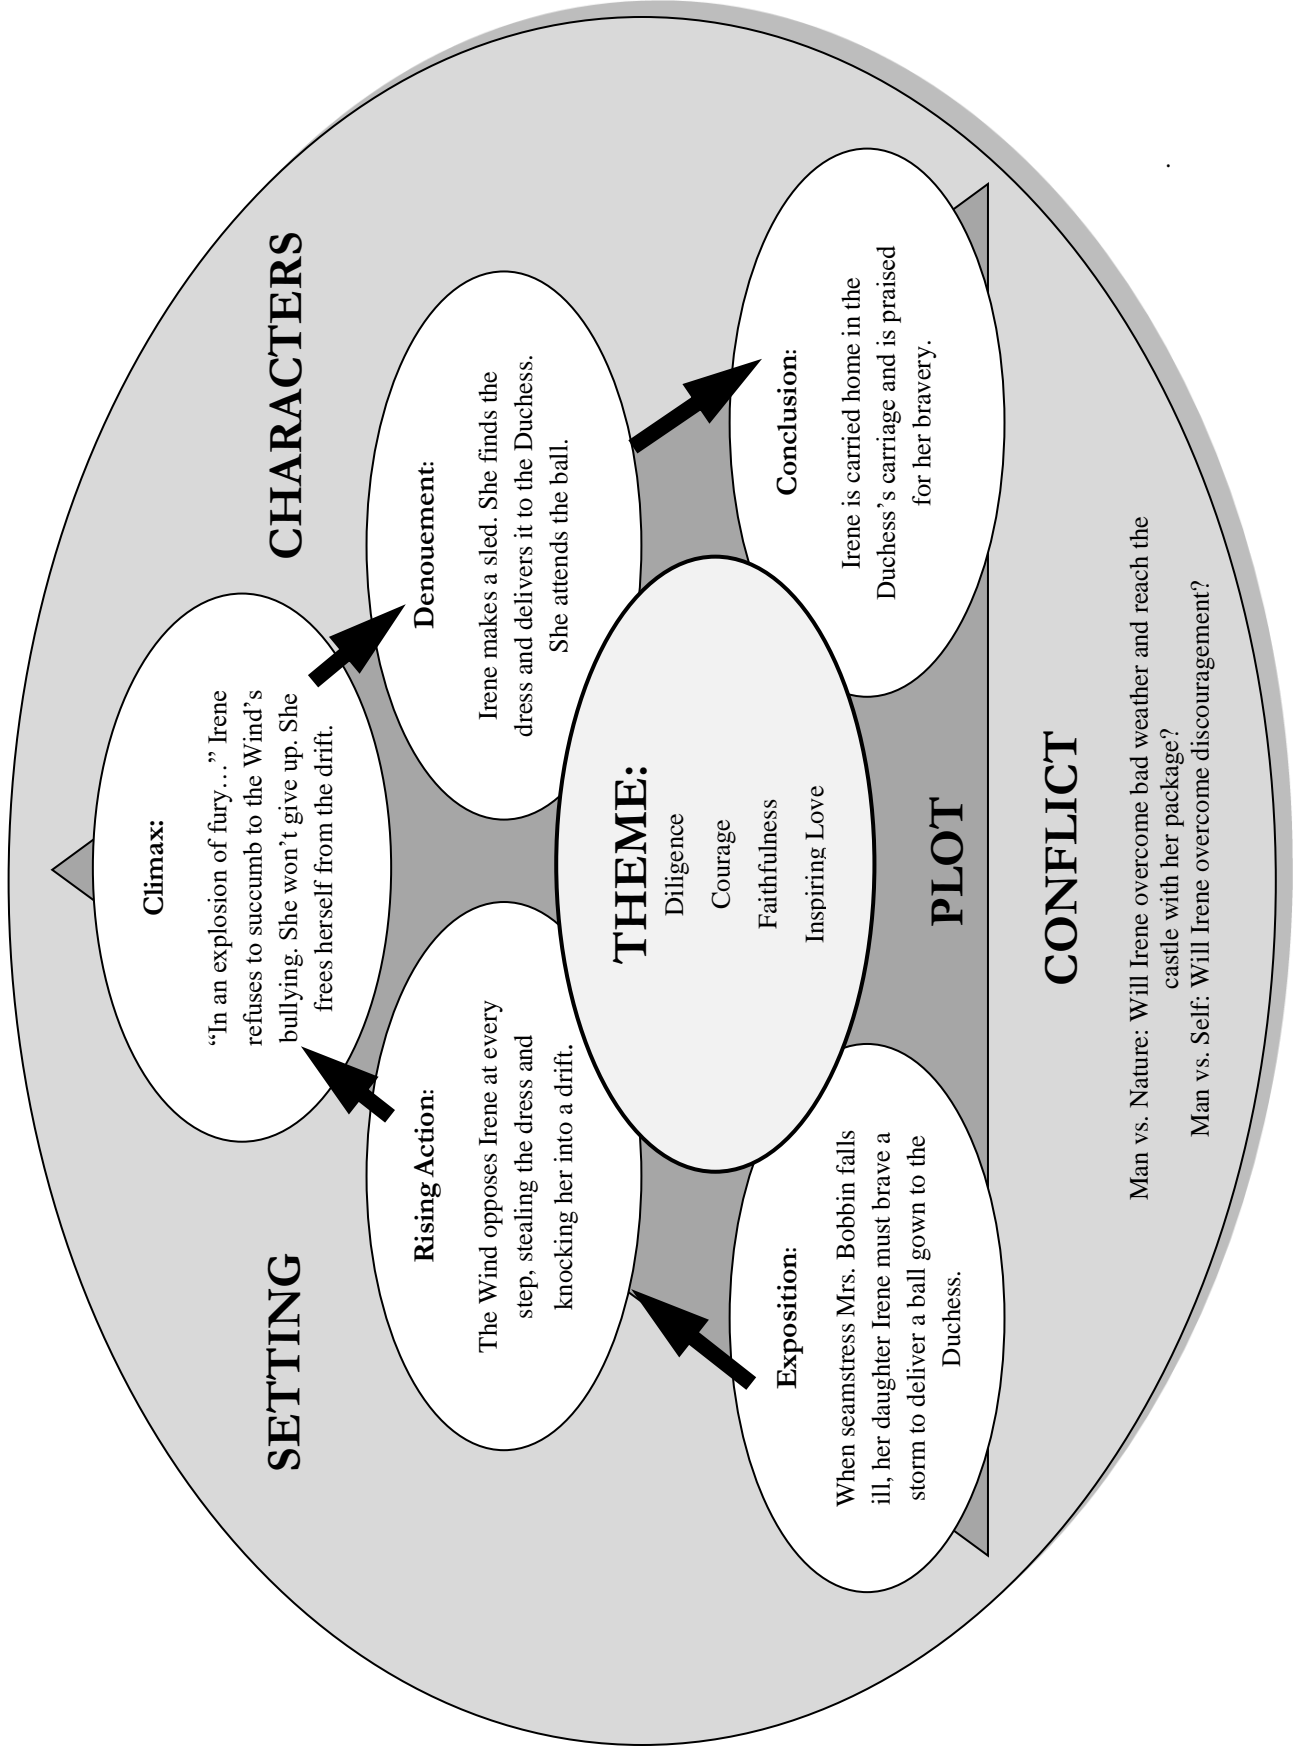 Climax:
“In an explosion of fury…” Irene
refuses to succumb to the Wind’s
bullying. She won’t give up. She
frees herself from the drift.
SETTING
CHARACTERS
Rising Action:
The Wind opposes Irene at every
step, stealing the dress and
knocking her into a drift.
Denouement:
Irene makes a sled. She finds the
dress and delivers it to the Duchess.
She attends the ball.
THEME:
Diligence
Courage
Faithfulness
Inspiring Love
Exposition:
When seamstress Mrs. Bobbin falls
ill, her daughter Irene must brave a
storm to deliver a ball gown to the
Duchess.
Conclusion:
Irene is carried home in the
Duchess’s carriage and is praised
for her bravery.
PLOT
CONFLICT
Man vs. Nature: Will Irene overcome bad weather and reach the
castle with her package?
Man vs. Self: Will Irene overcome discouragement?
.